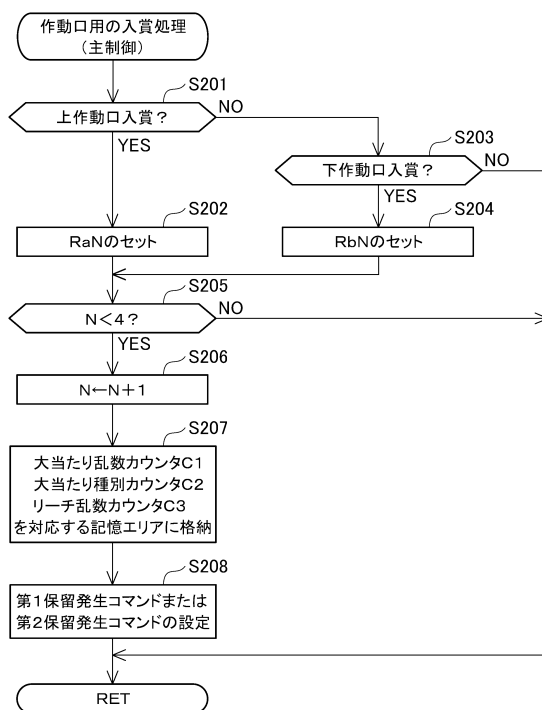 作動口用の入賞処理
（主制御）
S201
上作動口入賞？
NO
YES
S203
下作動口入賞？
NO
YES
S202
RaNのセット
S204
RbNのセット
S205
N＜4？
NO
YES
S206
N←N＋1
S207
大当たり乱数カウンタC1
大当たり種別カウンタC2
リーチ乱数カウンタC3
を対応する記憶エリアに格納
S208
第1保留発生コマンドまたは
第2保留発生コマンドの設定
RET